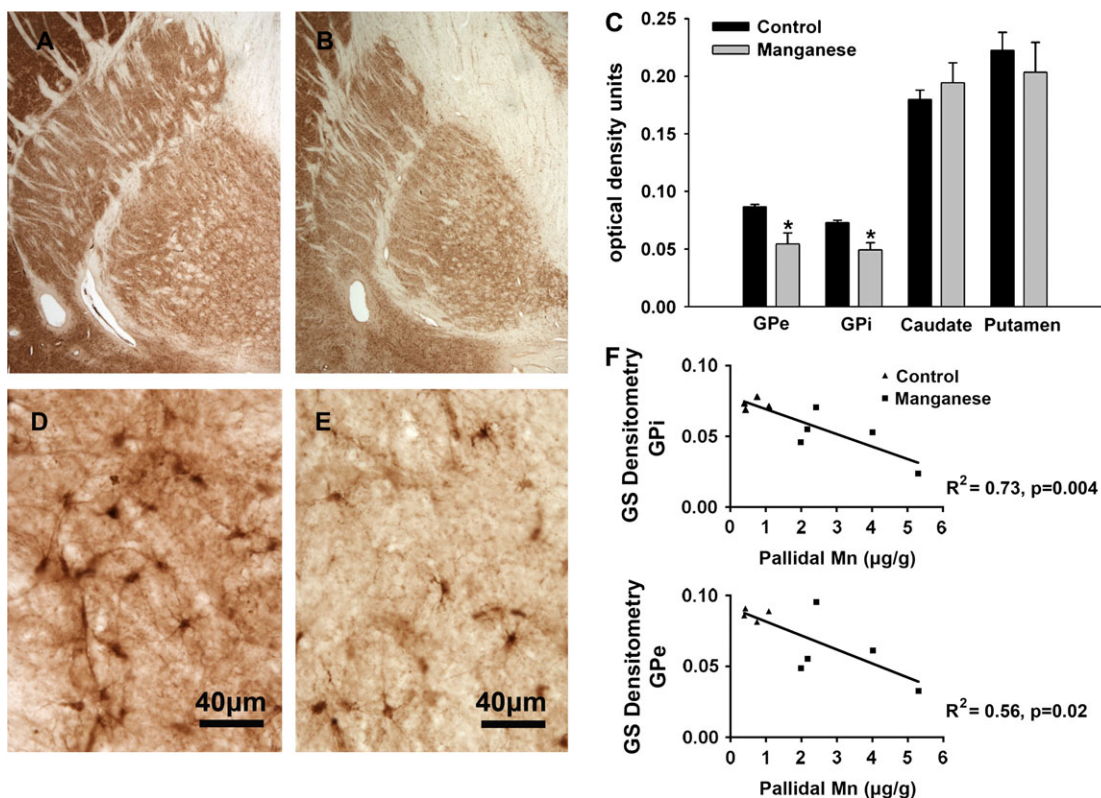 A
B
C
Control
Manganese
optical density units
0.25
0.20
0.15
0.10
0.05
0.00
*
*
GPe
GPi
Caudate
Putamen
D
40µm
E
40µm
F
Control
Manganese
GS Densitometry
GPi
0.10
0.05
0.00
0 1 2 3 4 5 6
Pallidal Mn (µg/g)
R² = 0.73, p=0.004
GS Densitometry
GPe
0.10
0.05
0.00
0 1 2 3 4 5 6
Pallidal Mn (µg/g)
R² = 0.56, p=0.02